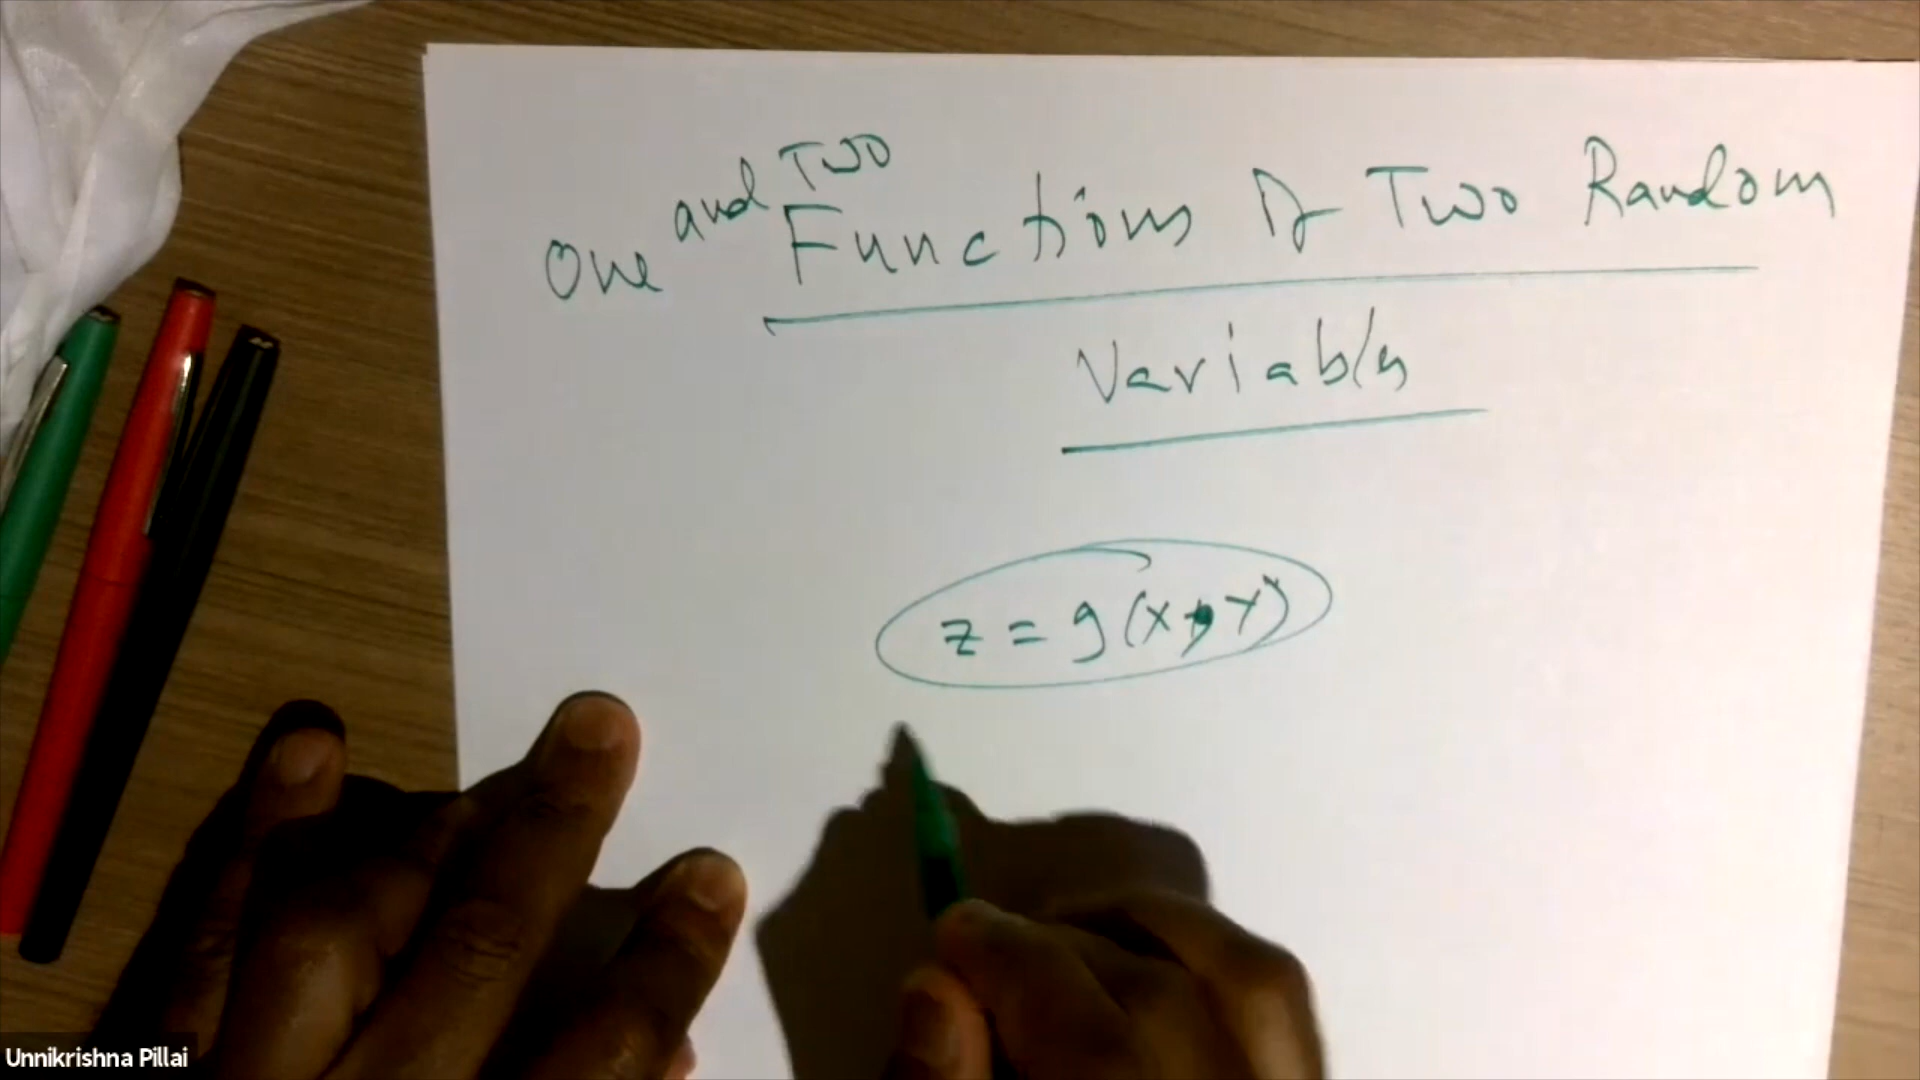 One and Two Functions Of Two Random
Variables
z = g(x, y)
Unnikrishna Pillai